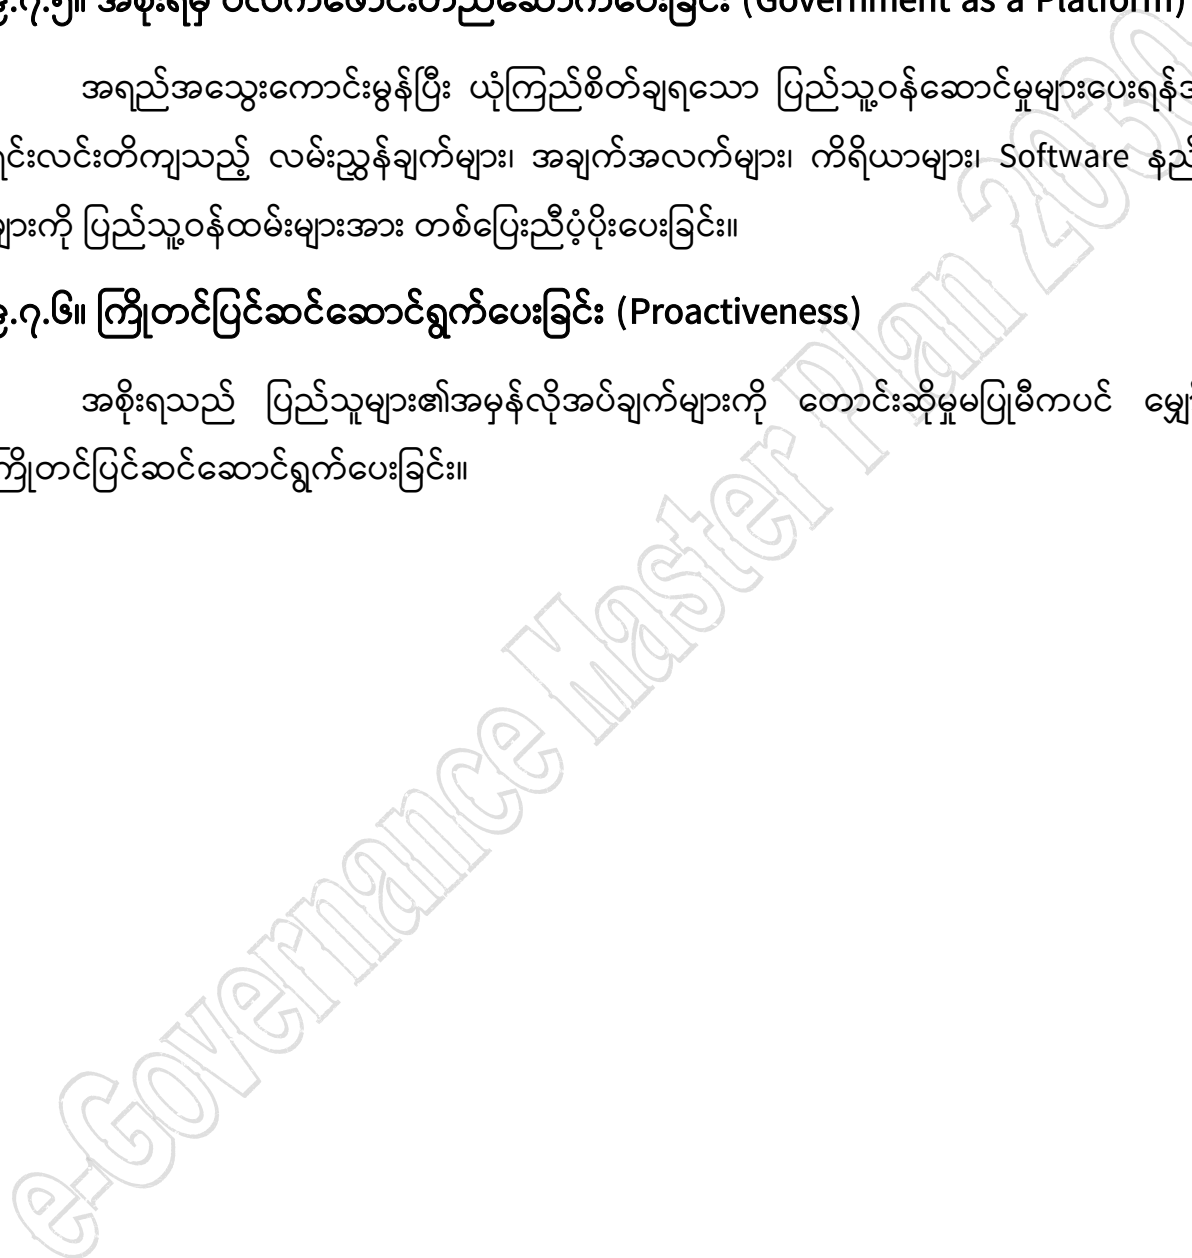 အစိုးရမှ ပလက်ဖောင်းတည်ဆောက်ပေးခြင်း (Government as a Platform)
အရည်အသွေးကောင်းမွန်ပြီး ယုံကြည်စိတ်ချရသော ပြည်သူ့ဝန်ဆောင်မှုများပေးရန်
ရှင်းလင်းတိကျသည့် လမ်းညွှန်ချက်များ၊ အချက်အလက်များ၊ ကိရိယာများ၊ Software
များကို ပြည်သူ့ဝန်ထမ်းများအား တစ်ပြေးညီပံ့ပိုးပေးခြင်း။
၉.၇.၆။ ကြိုတင်ပြင်ဆင်ဆောင်ရွက်ပေးခြင်း (Proactiveness)
အစိုးရသည် ပြည်သူများ၏အမှန်လိုအပ်ချက်များကို တောင်းဆိုမှုမပြုမီကပင်
ကြိုတင်ပြင်ဆင်ဆောင်ရွက်ပေးခြင်း။
e-Governance Master Plan 2030